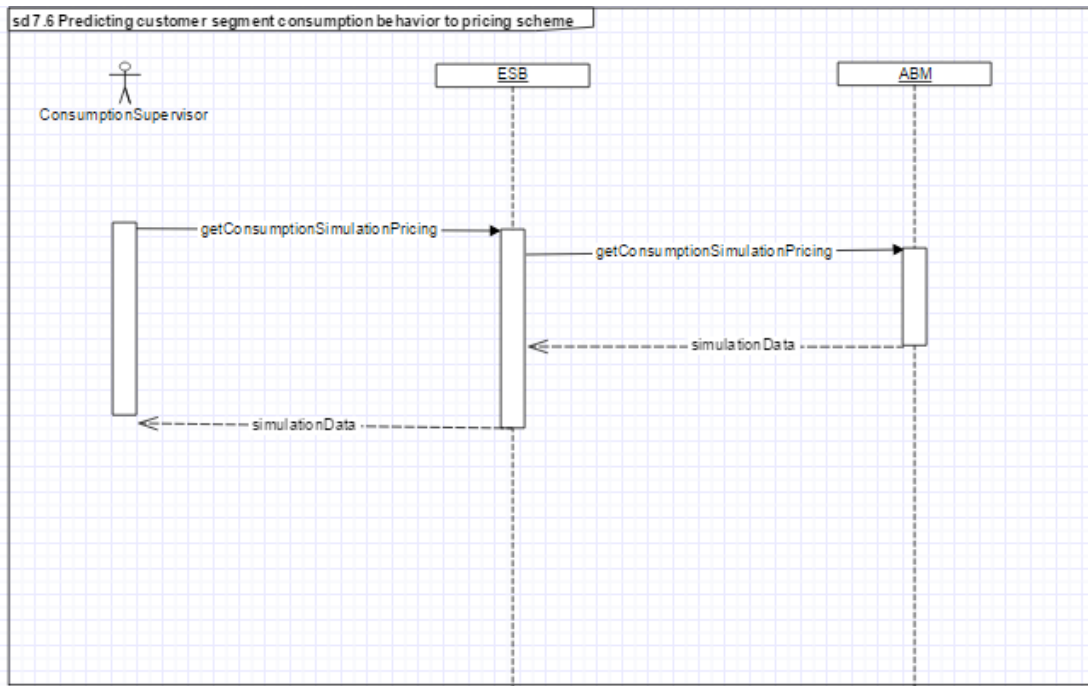 sd 7.6 Predicting customer segment consumption behavior to pricing scheme
ESB
ABM
ConsumptionSupervisor
getConsumptionSimulationPricing
getConsumptionSimulationPricing
simulationData
simulationData